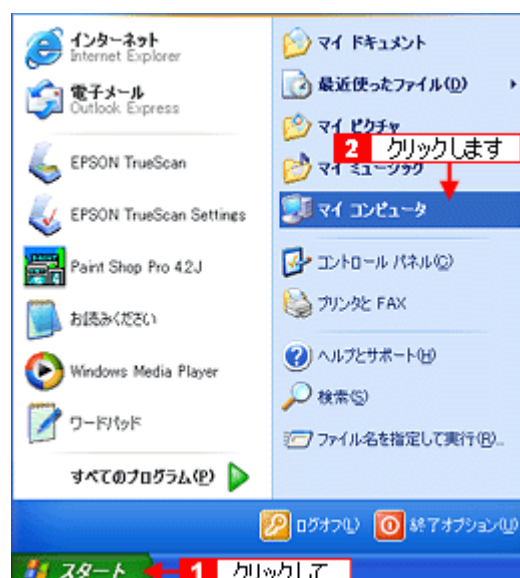 インターネット
Internet Explorer
電子メール
Outlook Express
EPSON TrueScan
EPSON TrueScan Settings
Paint Shop Pro 4.2J
お読みください
Windows Media Player
ワードパッド
すべてのプログラム(P)
マイ ドキュメント
最近使ったファイル(D)
マイ ピクチャ
2 クリックします
マイ ミュージック
マイ コンピュータ
コントロール パネル(C)
プリンタと FAX
ヘルプとサポート(H)
検索(S)
ファイル名を指定して実行(R)...
ログオフ(L)
終了オプション(U)
スタート
1 クリックして